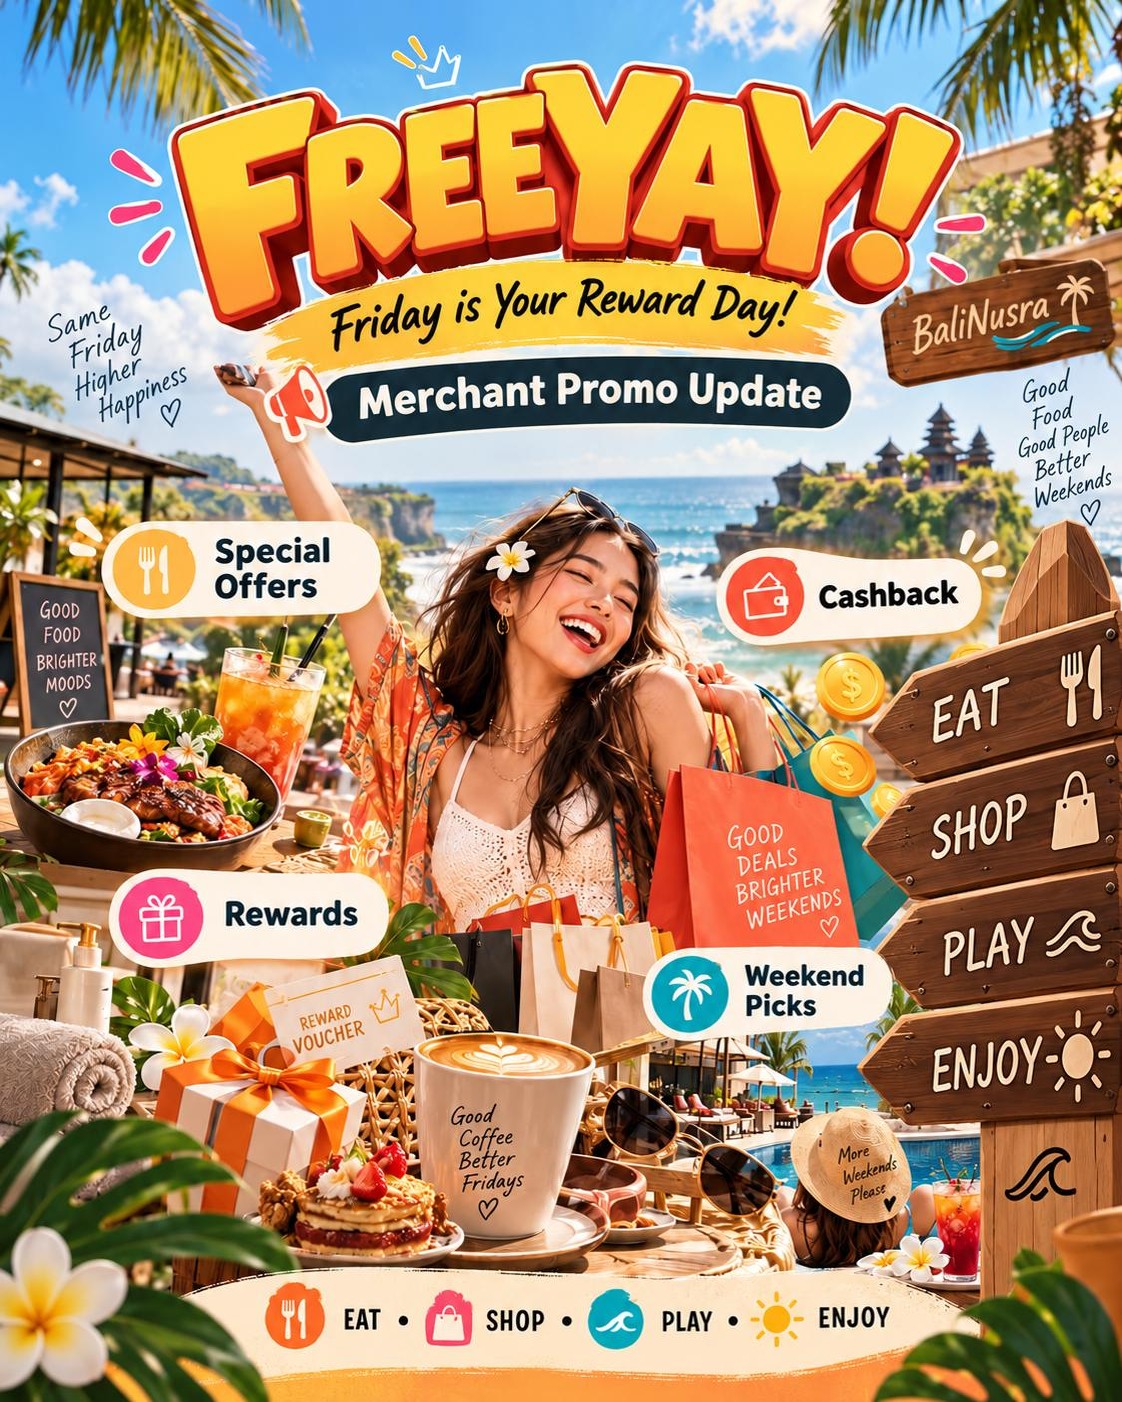 FREEYAY!
Friday is Your Reward Day!
Merchant Promo Update
BaliNusra
Same
Friday
Higher
Happiness
Good
Food
Good People
Better
Weekends
Special
Offers
Cashback
GOOD
FOOD
BRIGHTER
MOODS
EAT
SHOP
PLAY
ENJOY
GOOD
DEALS
BRIGHTER
WEEKENDS
Rewards
Weekend
Picks
REWARD
VOUCHER
Good
Coffee
Better
Fridays
More
Weekends
Please
EAT • SHOP • PLAY • ENJOY